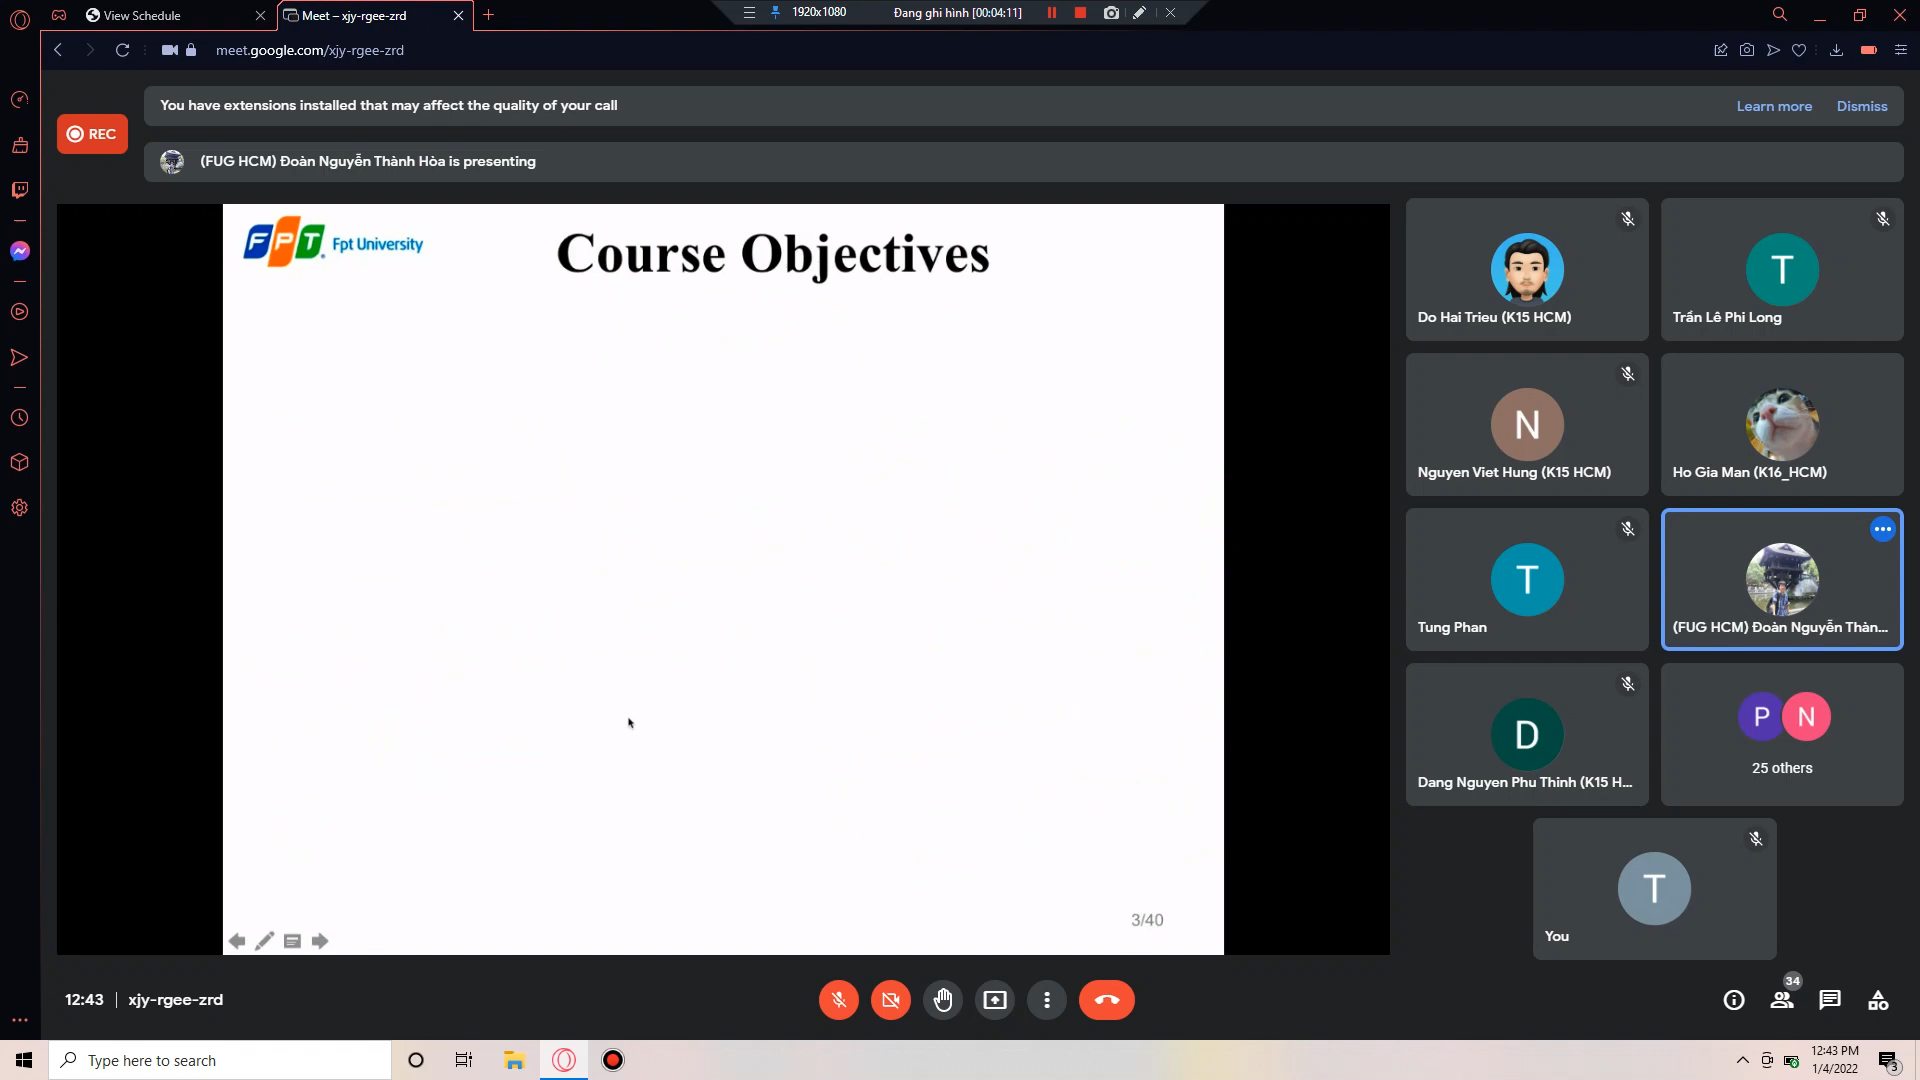 View Schedule
Meet – xjy-rgee-zrd
1920x1080
Đang ghi hình [00:04:11]
meet.google.com/xjy-rgee-zrd
You have extensions installed that may affect the quality of your call
Learn more
Dismiss
REC
(FUG HCM) Đoàn Nguyễn Thành Hòa is presenting
FPT
Fpt University
Course Objectives
3/40
Do Hai Trieu (K15 HCM)
T
Trần Lê Phi Long
N
Nguyen Viet Hung (K15 HCM)
Ho Gia Man (K16_HCM)
T
Tung Phan
(FUG HCM) Đoàn Nguyễn Thàn...
D
Dang Nguyen Phu Thinh (K15 H...
P N
25 others
T
You
12:43 | xjy-rgee-zrd
34
Type here to search
12:43 PM
1/4/2022
3